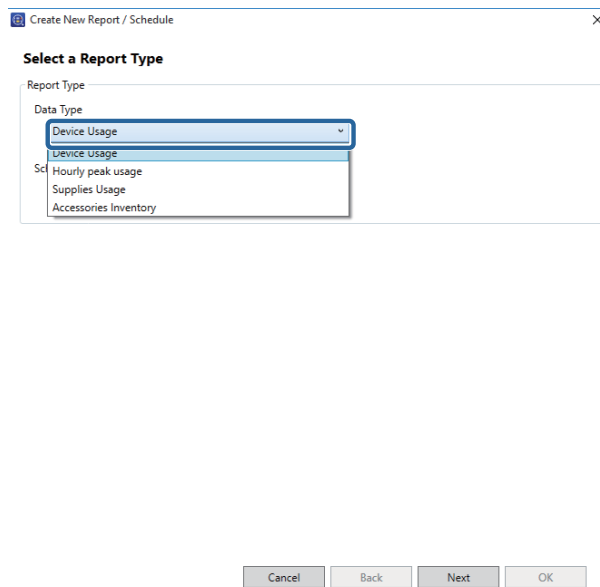 Create New Report / Schedule
Select a Report Type
Report Type
Data Type
Device Usage
Device Usage
Hourly peak usage
Supplies Usage
Accessories Inventory
Cancel
Back
Next
OK